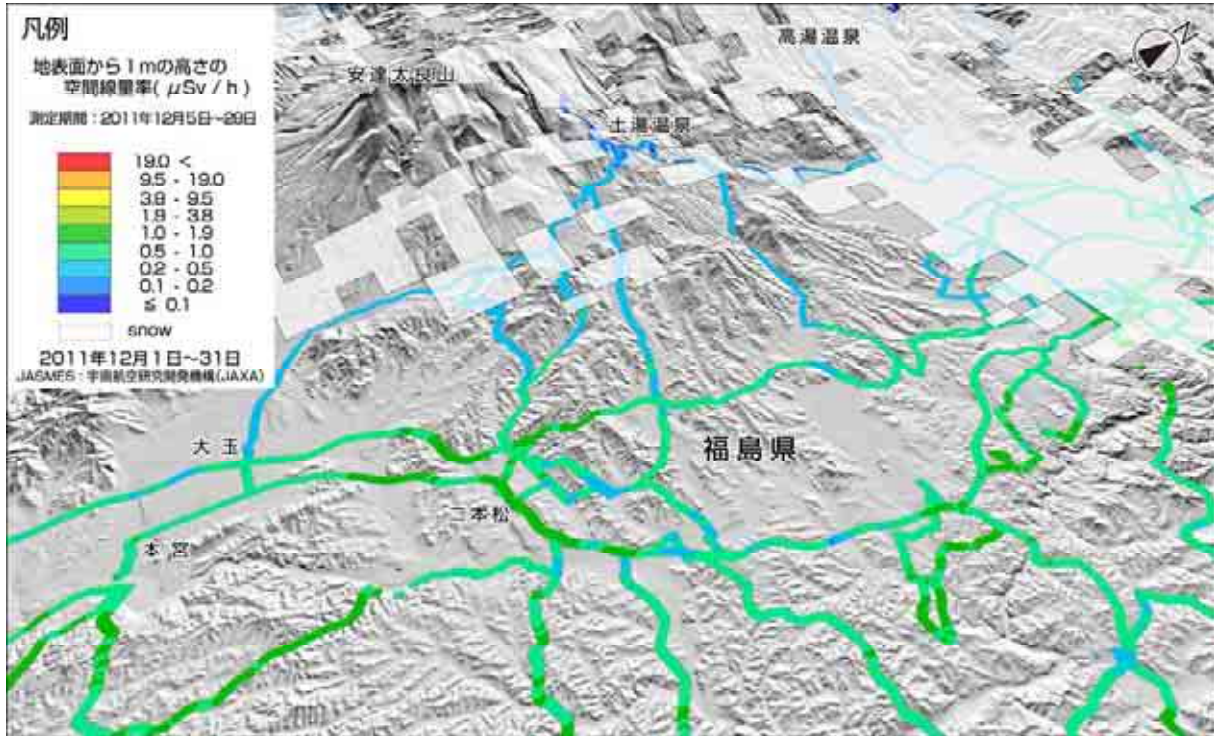 凡例
地表面から1mの高さの
空間線量率( μSv / h )
測定期間:2011年12月5日~28日
19.0 <
9.5 - 19.0
3.8 - 9.5
1.9 - 3.8
1.0 - 1.9
0.5 - 1.0
0.2 - 0.5
0.1 - 0.2
≤ 0.1
snow
2011年12月1日~31日
JASMES:宇宙航空研究開発機構(JAXA)
高湯温泉
N
安達太良山
土湯温泉
大玉
福島県
二本松
本宮